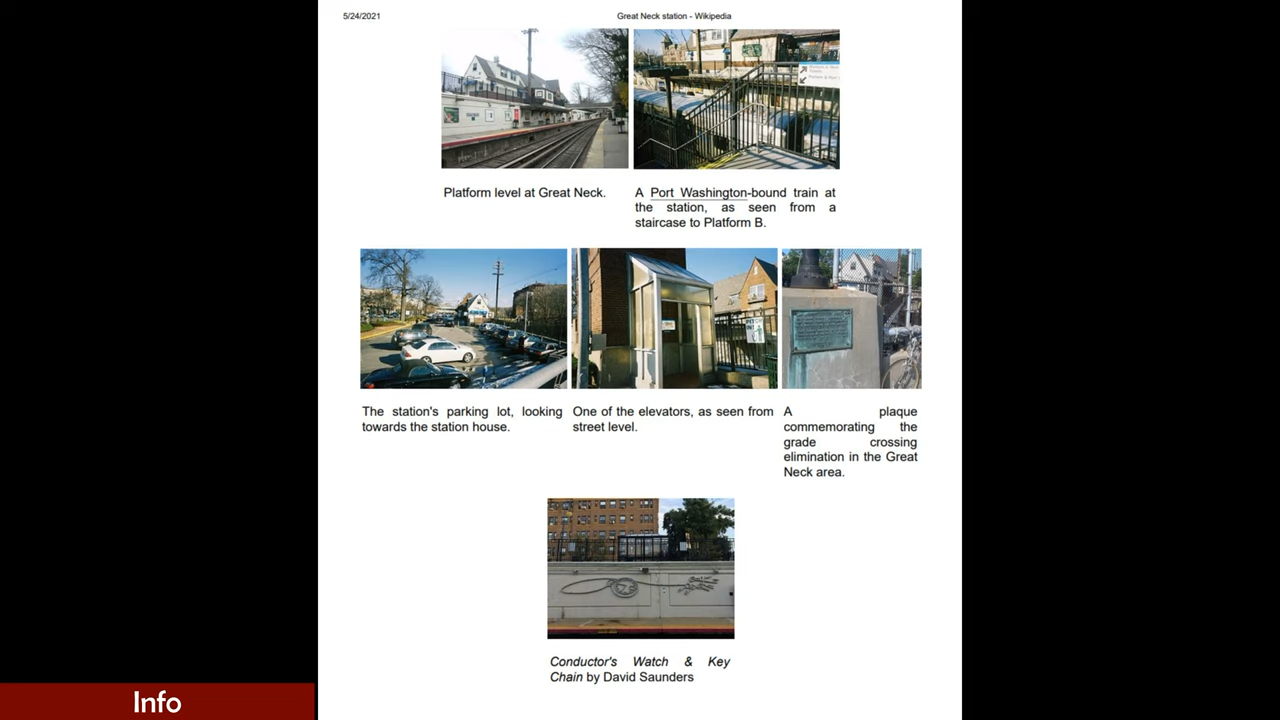 5/24/2021 Great Neck station - Wikipedia
Platform level at Great Neck.
A Port Washington-bound train at
the station, as seen from a
staircase to Platform B.
The station's parking lot, looking
towards the station house.
One of the elevators, as seen from
street level.
A plaque
commemorating the
grade crossing
elimination in the Great
Neck area.
Conductor's Watch & Key
Chain by David Saunders
Info